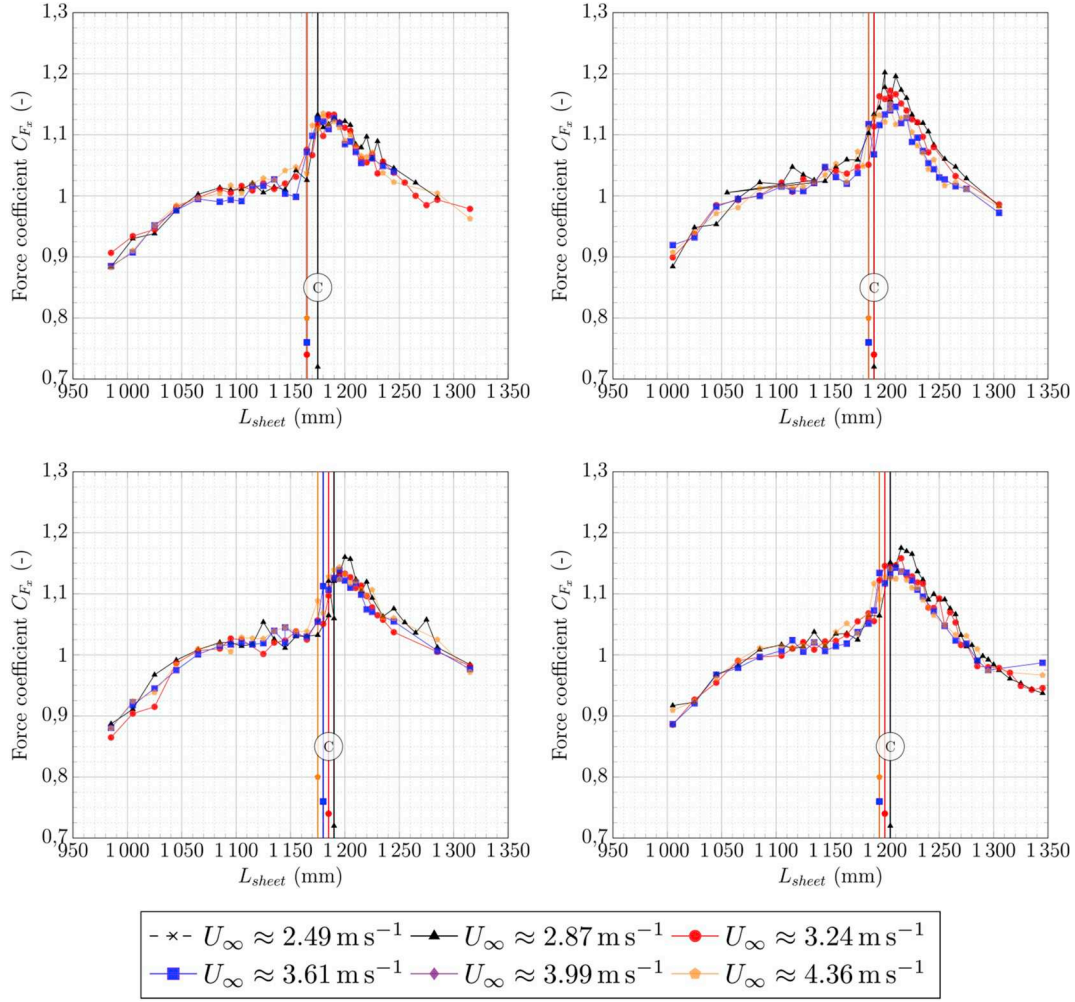 1,3
1,2
1,1
1
0,9
0,8
0,7
Force coefficient C_{F_x} (-)
C
950 1 000 1 050 1 100 1 150 1 200 1 250 1 300 1 350
L_{sheet} (mm)
1,3
1,2
1,1
1
0,9
0,8
0,7
Force coefficient C_{F_x} (-)
C
950 1 000 1 050 1 100 1 150 1 200 1 250 1 300 1 350
L_{sheet} (mm)
1,3
1,2
1,1
1
0,9
0,8
0,7
Force coefficient C_{F_x} (-)
C
950 1 000 1 050 1 100 1 150 1 200 1 250 1 300 1 350
L_{sheet} (mm)
1,3
1,2
1,1
1
0,9
0,8
0,7
Force coefficient C_{F_x} (-)
C
950 1 000 1 050 1 100 1 150 1 200 1 250 1 300 1 350
L_{sheet} (mm)
U_∞ ≈ 2.49 m s⁻¹ U_∞ ≈ 2.87 m s⁻¹ U_∞ ≈ 3.24 m s⁻¹
U_∞ ≈ 3.61 m s⁻¹ U_∞ ≈ 3.99 m s⁻¹ U_∞ ≈ 4.36 m s⁻¹